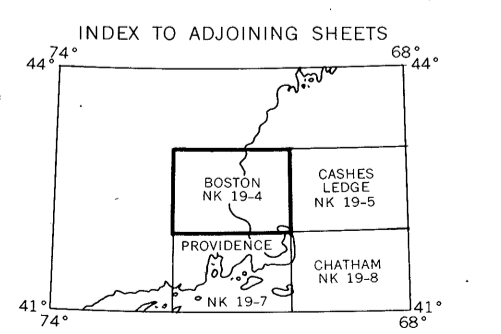 INDEX TO ADJOINING SHEETS
74° 68°
44° 44°
BOSTON
NK 19-4
CASHES
LEDGE
NK 19-5
PROVIDENCE
NK 19-7
CHATHAM
NK 19-8
41° 41°
74° 68°